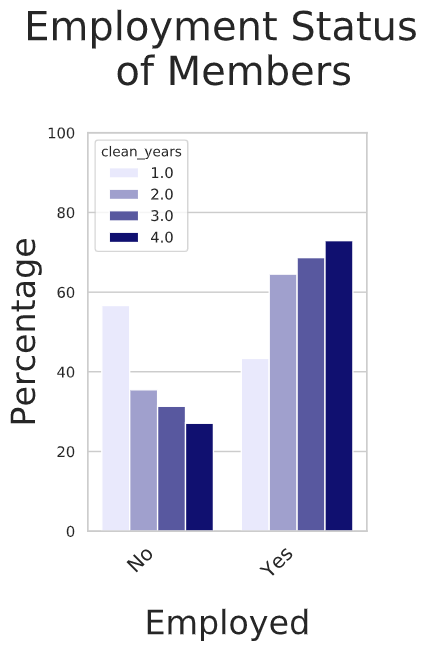 Employment Status
of Members
100
80
60
40
20
0
Percentage
clean_years
1.0
2.0
3.0
4.0
No
Yes
Employed